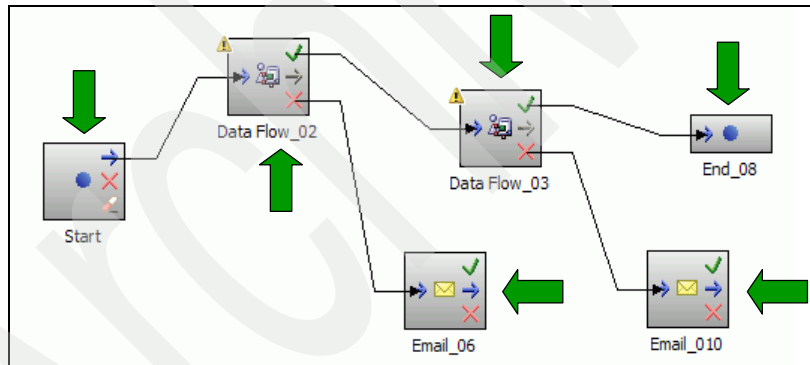 Data Flow_02
Data Flow_03
End_08
Start
Email_06
Email_010